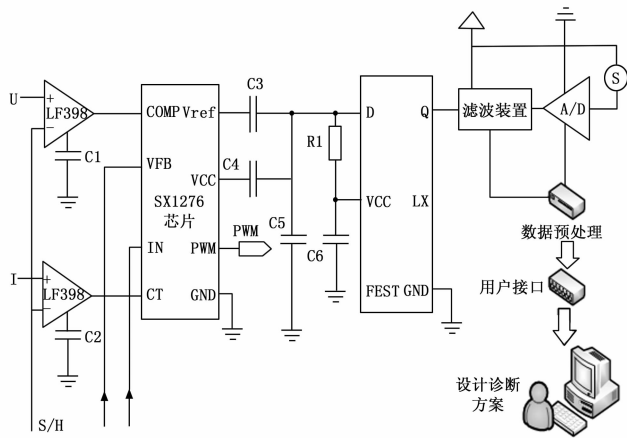 U
+
−
LF398
C1
I
+
−
LF398
C2
S/H
COMP
Vref
VFB
VCC
SX1276
芯片
IN
PWM
CT
GND
PWM
C3
C4
C5
R1
C6
D
Q
VCC
LX
FEST
GND
滤波装置
A/D
S
数据预处理
用户接口
设计诊断
方案